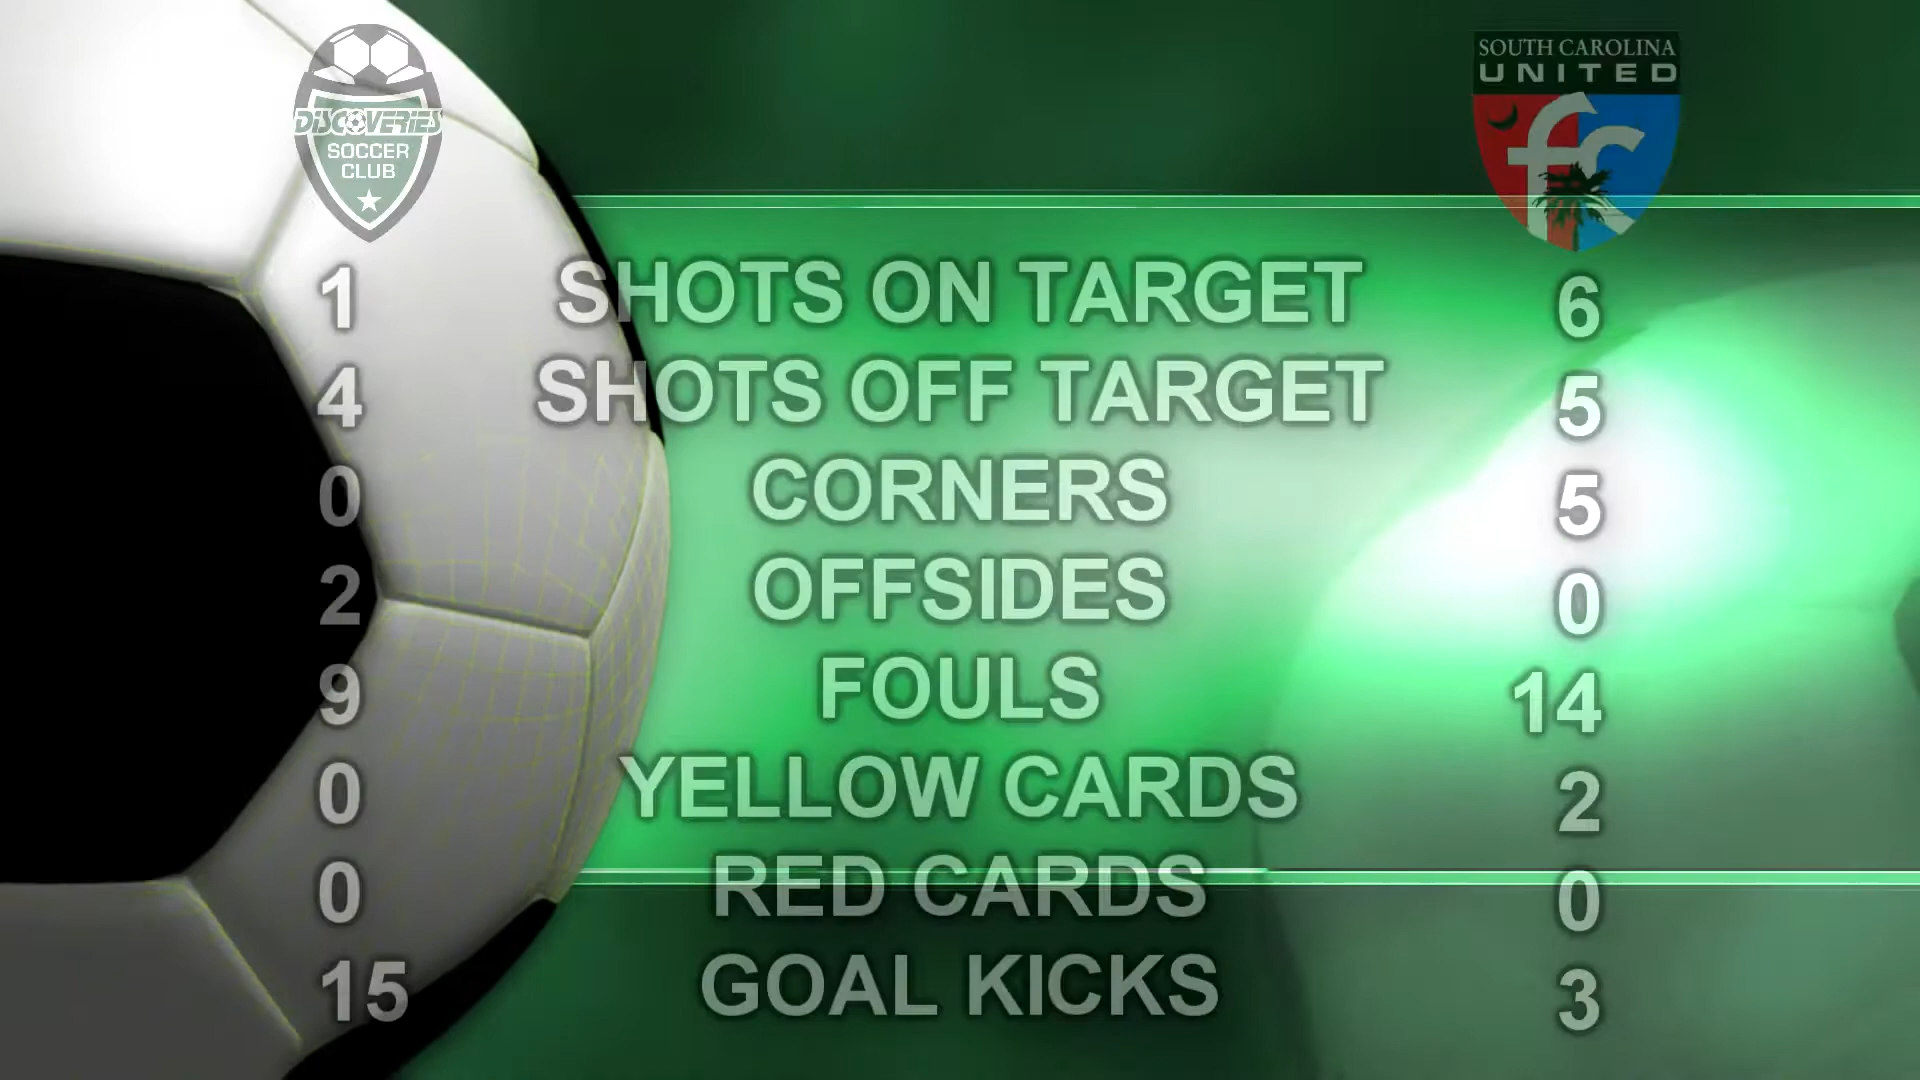 DISCOVERIES
SOCCER
CLUB
SOUTH CAROLINA
UNITED
fc
1 SHOTS ON TARGET 6
4 SHOTS OFF TARGET 5
0 CORNERS 5
2 OFFSIDES 0
9 FOULS 14
0 YELLOW CARDS 2
0 RED CARDS 0
15 GOAL KICKS 3